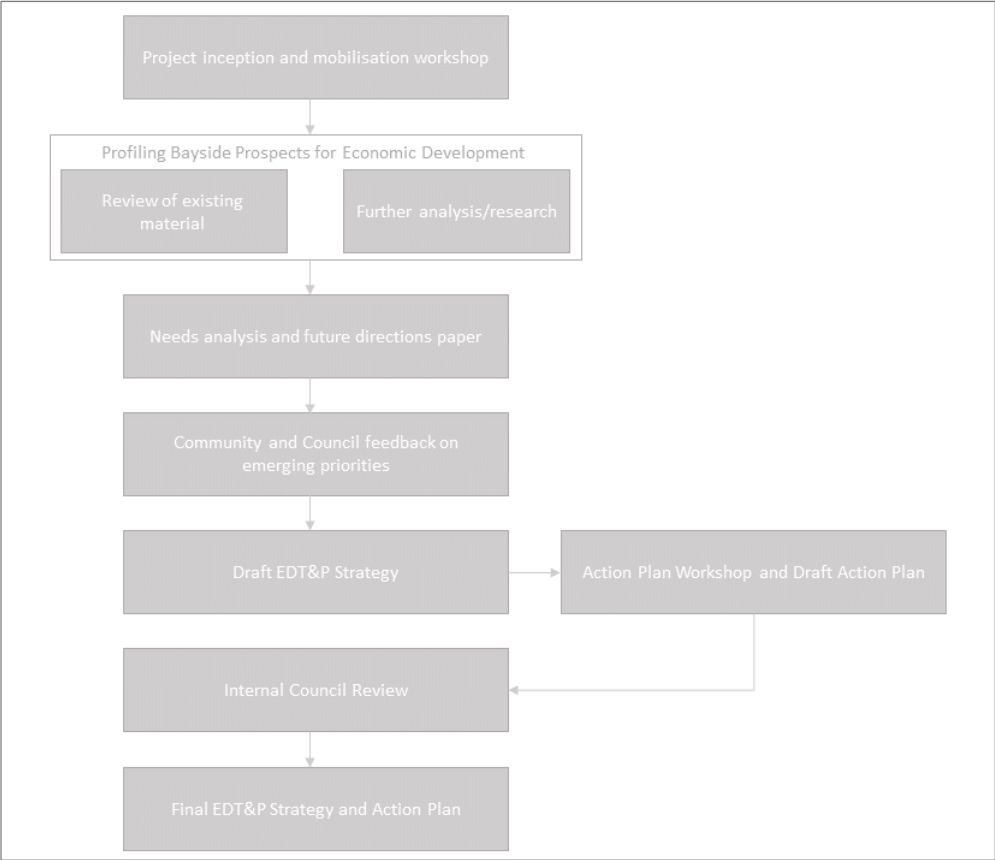 Project inception and mobilisation workshop
Profiling Bayside Prospects for Economic Development
Review of existing
material
Further analysis/research
Needs analysis and future directions paper
Community and Council feedback on
emerging priorities
Draft EDT&P Strategy
Action Plan Workshop and Draft Action Plan
Internal Council Review
Final EDT&P Strategy and Action Plan